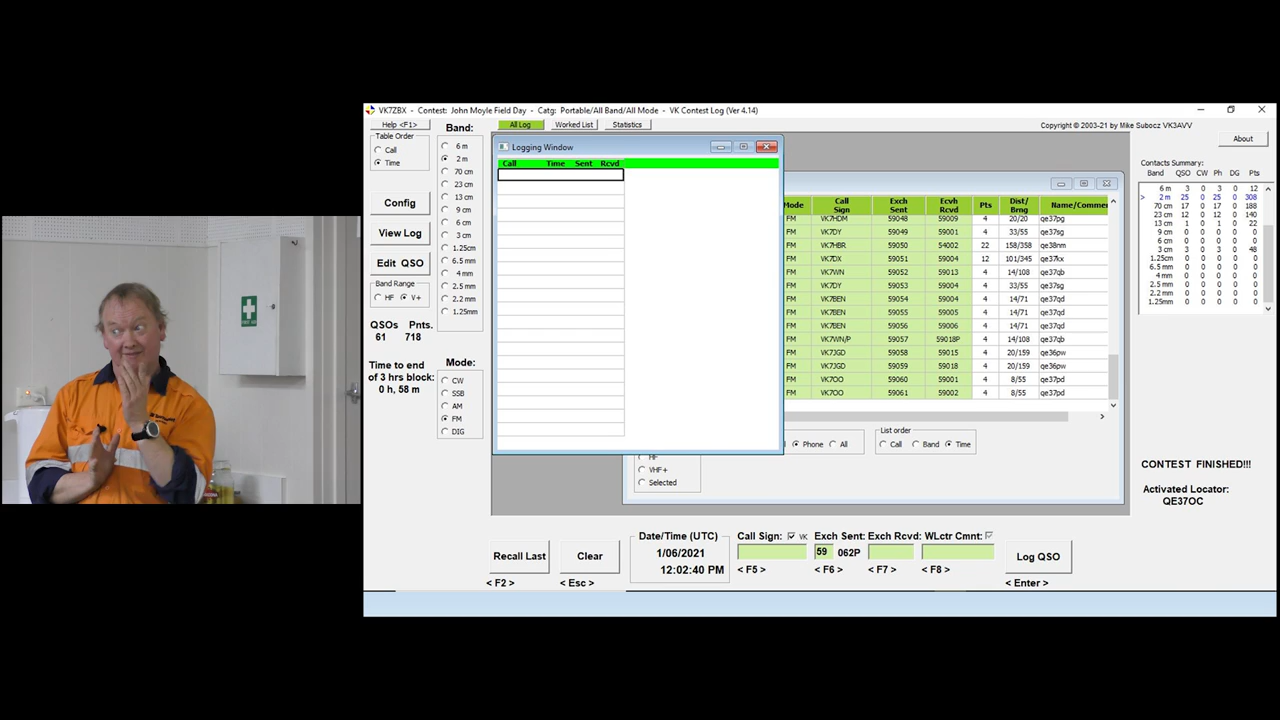 VK7ZBX - Contest: John Moyle Field Day - Catg: Portable/All Band/All Mode - VK Contest Log (Ver 4.14)
Help <F1>
Table Order
Call
Time
Config
View Log
Edit QSO
Band Range
HF V+
QSOs Pnts.
61 718
Time to end
of 3 hrs block:
0 h, 58 m
Band:
6 m
2 m
70 cm
23 cm
13 cm
9 cm
6 cm
3 cm
1.25cm
6.5 mm
4 mm
2.5 mm
2.2 mm
1.25mm
Mode:
CW
SSB
AM
FM
DIG
All Log Worked List Statistics
Copyright © 2003-21 by Mike Subocz VK3AVV
About
Logging Window
Call Time Sent Rcvd
Mode Call Sign Exch Sent Ecvh Rcvd Pts Dist/ Brng Name/Commer
FM VK7HDM 59048 59009 4 20/20 qe37pg
FM VK7DY 59049 59001 4 33/55 qe37sg
FM VK7HBR 59050 54002 22 158/358 qe38nm
FM VK7DX 59051 59004 12 101/345 qe37kx
FM VK7WN 59052 59013 4 14/108 qe37qb
FM VK7DY 59053 59004 4 33/55 qe37sg
FM VK7BEN 59054 59004 4 14/71 qe37qd
FM VK7BEN 59055 59005 4 14/71 qe37qd
FM VK7BEN 59056 59006 4 14/71 qe37qd
FM VK7WN/P 59057 59018P 4 14/108 qe37qb
FM VK7JGD 59058 59015 4 20/159 qe36pw
FM VK7JGD 59059 59018 4 20/159 qe36pw
FM VK7OO 59060 59001 4 8/55 qe37pd
FM VK7OO 59061 59002 4 8/55 qe37pd
Phone All
List order
Call Band Time
HF
VHF+
Selected
Contacts Summary:
Band QSO CW Ph DG Pts
6 m 3 0 3 0 12
> 2 m 25 0 25 0 308
70 cm 17 0 17 0 188
23 cm 12 0 12 0 140
13 cm 1 0 1 0 22
9 cm 0 0 0 0 0
6 cm 0 0 0 0 0
3 cm 3 0 3 0 48
1.25cm 0 0 0 0 0
6.5 mm 0 0 0 0 0
4 mm 0 0 0 0 0
2.5 mm 0 0 0 0 0
2.2 mm 0 0 0 0 0
1.25mm 0 0 0 0 0
CONTEST FINISHED!!!
Activated Locator:
QE37OC
Recall Last
< F2 >
Clear
< Esc >
Date/Time (UTC)
1/06/2021
12:02:40 PM
Call Sign: VK Exch Sent: Exch Rcvd: WLctr Cmnt:
59 062P
< F5 > < F6 > < F7 > < F8 >
Log QSO
< Enter >